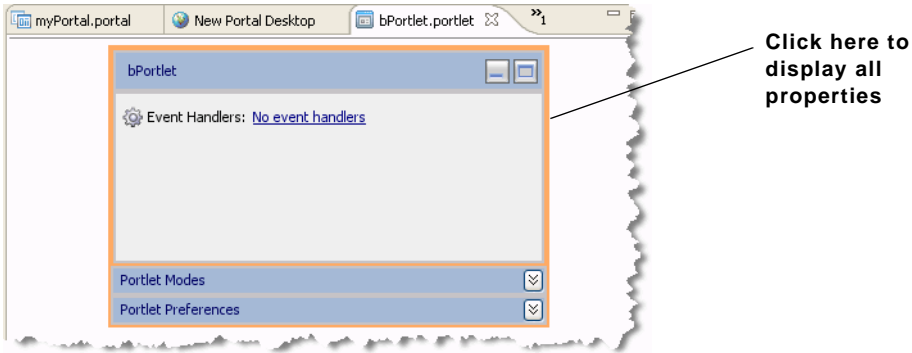 myPortal.portal New Portal Desktop bPortlet.portlet »1
bPortlet
Event Handlers: No event handlers
Portlet Modes
Portlet Preferences
Click here to
display all
properties